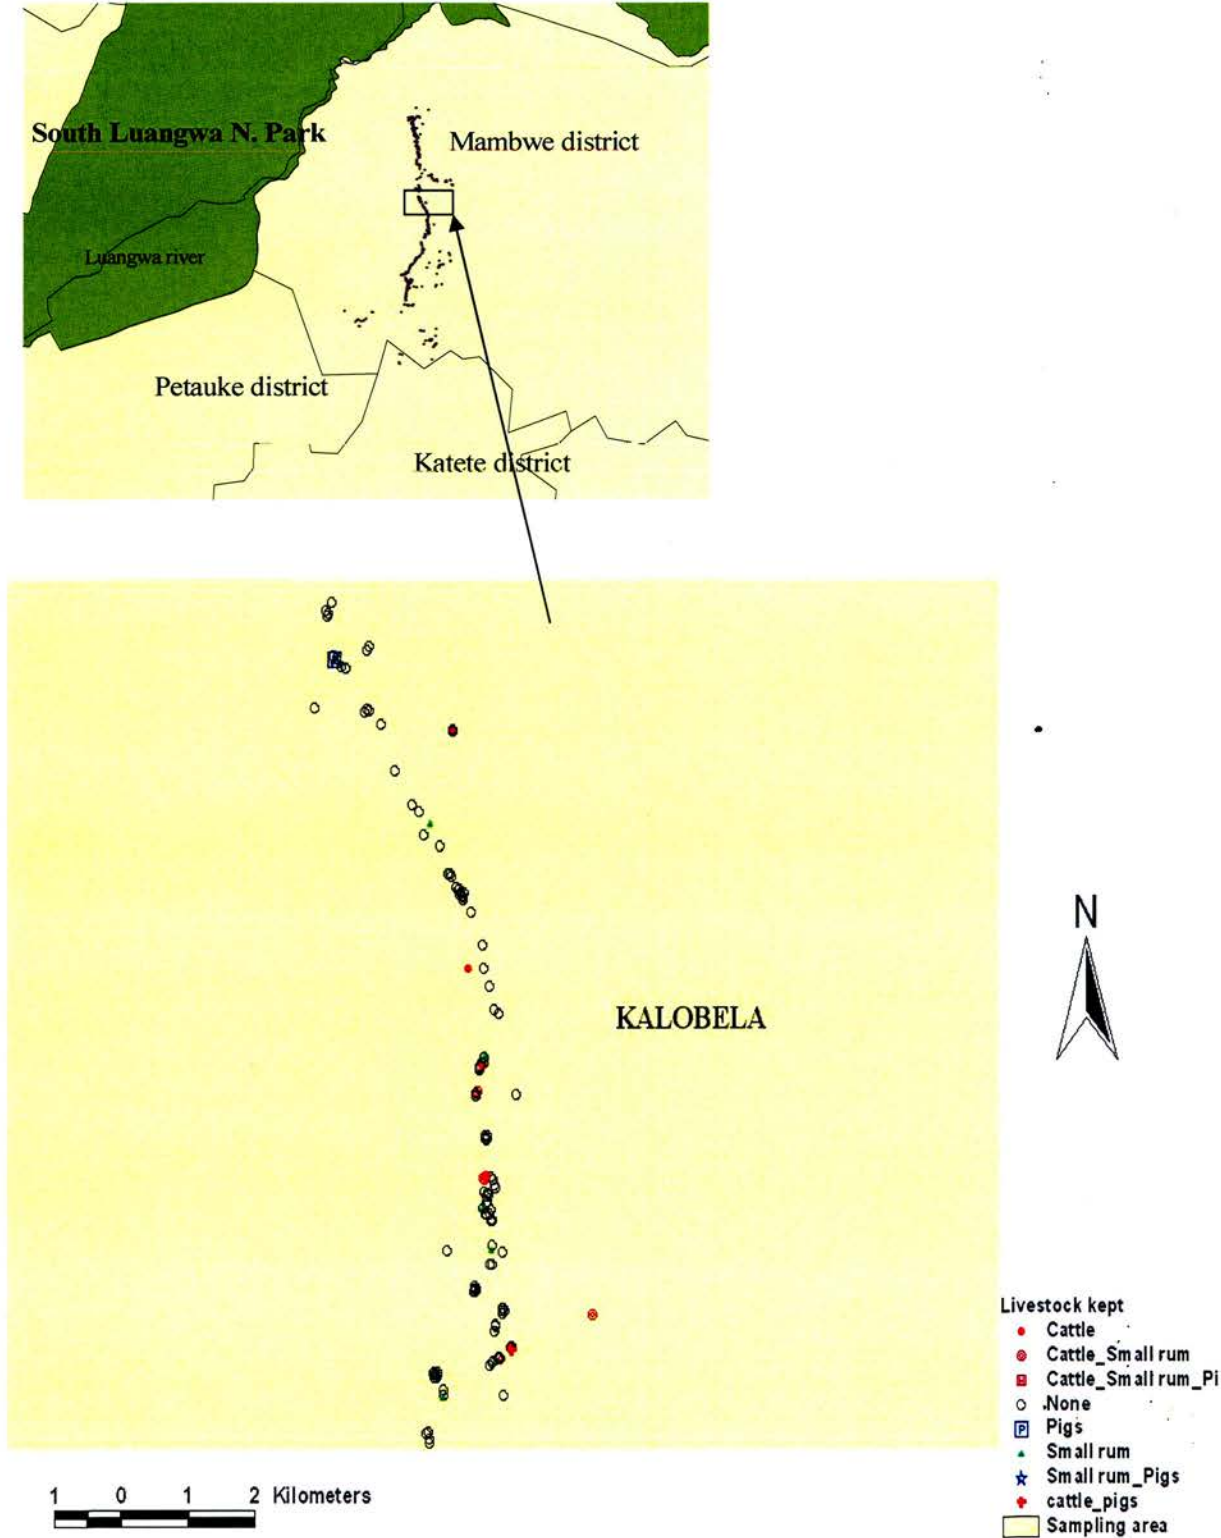 South Luangwa N. Park
Mambwe district
Luangwa river
Petauke district
Katete district
KALOBELA
N
Livestock kept
Cattle
Cattle_Small rum
Cattle_Small rum_Pi
None
P Pigs
Small rum
Small rum_Pigs
cattle_pigs
Sampling area
1 0 1 2 Kilometers